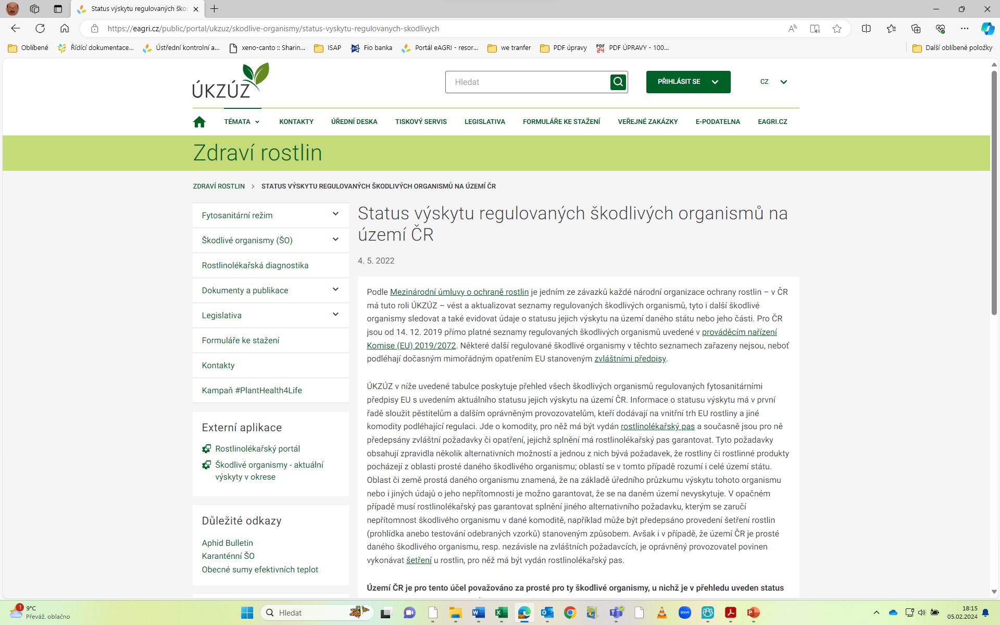 Status výskytu regulovaných ško
https://eagri.cz/public/portal/ukzuz/skodlive-organismy/status-vyskytu-regulovanych-skodlivych
Oblíbené
Řídící dokumentace...
Ústřední kontrolní a...
xeno-canto :: Sharin...
ISAP
Fio banka
Portál eAGRI - resor...
we tranfer
PDF úpravy
PDF ÚPRAVY - 100...
Další oblíbené položky
ÚKZÚZ
Hledat
PŘIHLÁSIT SE
CZ
TÉMATA
KONTAKTY
ÚŘEDNÍ DESKA
TISKOVÝ SERVIS
LEGISLATIVA
FORMULÁŘE KE STAŽENÍ
VEŘEJNÉ ZAKÁZKY
E-PODATELNA
EAGRI.CZ
Zdraví rostlin
ZDRAVÍ ROSTLIN > STATUS VÝSKYTU REGULOVANÝCH ŠKODLIVÝCH ORGANISMŮ NA ÚZEMÍ ČR
Fytosanitární režim
Škodlivé organismy (ŠO)
Rostlinolékařská diagnostika
Dokumenty a publikace
Legislativa
Formuláře ke stažení
Kontakty
Kampaň #PlantHealth4Life
Externí aplikace
Rostlinolékařský portál
Škodlivé organismy - aktuální
výskyty v okrese
Důležité odkazy
Aphid Bulletin
Karanténní ŠO
Obecné sumy efektivních teplot
Status výskytu regulovaných škodlivých organismů na
území ČR
4. 5. 2022
Podle Mezinárodní úmluvy o ochraně rostlin je jedním ze závazků každé národní organizace ochrany rostlin – v ČR
má tuto roli ÚKZÚZ – vést a aktualizovat seznamy regulovaných škodlivých organismů, tyto i další škodlivé
organismy sledovat a také evidovat údaje o statusu jejich výskytu na území daného státu nebo jeho části. Pro ČR
jsou od 14. 12. 2019 přímo platné seznamy regulovaných škodlivých organismů uvedené v prováděcím nařízení
Komise (EU) 2019/2072. Některé další regulované škodlivé organismy v těchto seznamech zařazeny nejsou, neboť
podléhají dočasným mimořádným opatřením EU stanoveným zvláštními předpisy.
ÚKZÚZ v níže uvedené tabulce poskytuje přehled všech škodlivých organismů regulovaných fytosanitárními
předpisy EU s uvedením aktuálního statusu jejich výskytu na území ČR. Informace o statusu výskytu má v první
řadě sloužit pěstitelům a dalším oprávněným provozovatelům, kteří dodávají na vnitřní trh EU rostliny a jiné
komodity podléhající regulaci. Jde o komodity, pro něž má být vydán rostlinolékařský pas a současně jsou pro ně
předepsány zvláštní požadavky či opatření, jejichž splnění má rostlinolékařský pas garantovat. Tyto požadavky
obsahují zpravidla několik alternativních možností a jednou z nich bývá požadavek, že rostliny či rostlinné produkty
pocházejí z oblasti prosté daného škodlivého organismu; oblastí se v tomto případě rozumí i celé území státu.
Oblast či země prostá daného organismu znamená, že na základě úředního průzkumu výskytu tohoto organismu
nebo i jiných údajů o jeho nepřítomnosti je možno garantovat, že se na daném území nevyskytuje. V opačném
případě musí rostlinolékařský pas garantovat splnění jiného alternativního požadavku, kterým se zaručí
nepřítomnost škodlivého organismu v dané komoditě, například může být předepsáno provedení šetření rostlin
(prohlídka anebo testování odebraných vzorků) stanoveným způsobem. Avšak i v případě, že území ČR je prosté
daného škodlivého organismu, resp. nezávisle na zvláštních požadavcích, je oprávněný provozovatel povinen
vykonávat šetření u rostlin, pro něž má být vydán rostlinolékařský pas.
Území ČR je pro tento účel považováno za prosté pro ty škodlivé organismy, u nichž je v přehledu uveden status
1
9°C
Převáž. oblačno
Hledat
18:15
05.02.2024